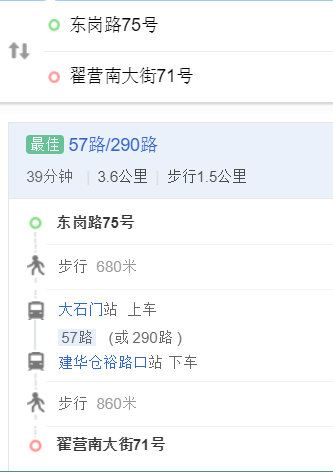 东岗路75号
翟营南大街71号
最佳 57路/290路
39分钟 | 3.6公里 | 步行1.5公里
东岗路75号
步行 680米
大石门站 上车
57路 (或 290路 )
建华仓裕路口站 下车
步行 860米
翟营南大街71号